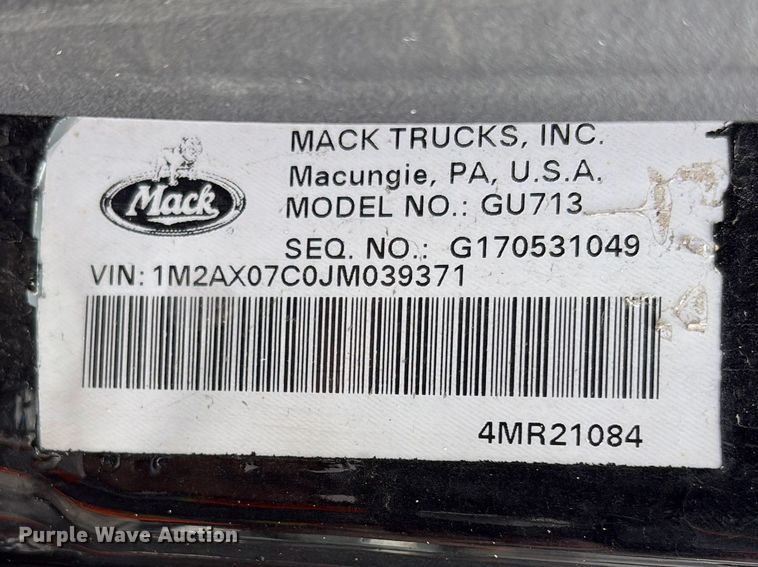 MACK TRUCKS, INC.
Macungie, PA, U.S.A.
Mack
MODEL NO.: GU713
SEQ. NO.: G170531049
VIN: 1M2AX07C0JM039371
4MR21084
Purple Wave Auction